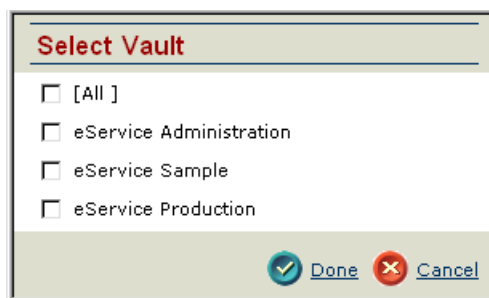 Select Vault
[All ]
eService Administration
eService Sample
eService Production
Done Cancel